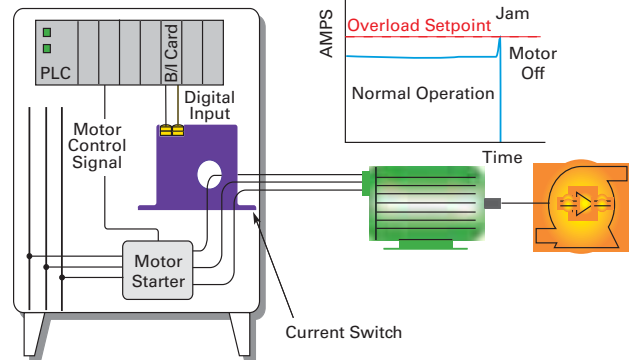 PLC
B/I Card
Digital
Input
Motor
Control
Signal
Motor
Starter
Current Switch
AMPS
Overload Setpoint
Jam
Motor
Off
Normal Operation
Time